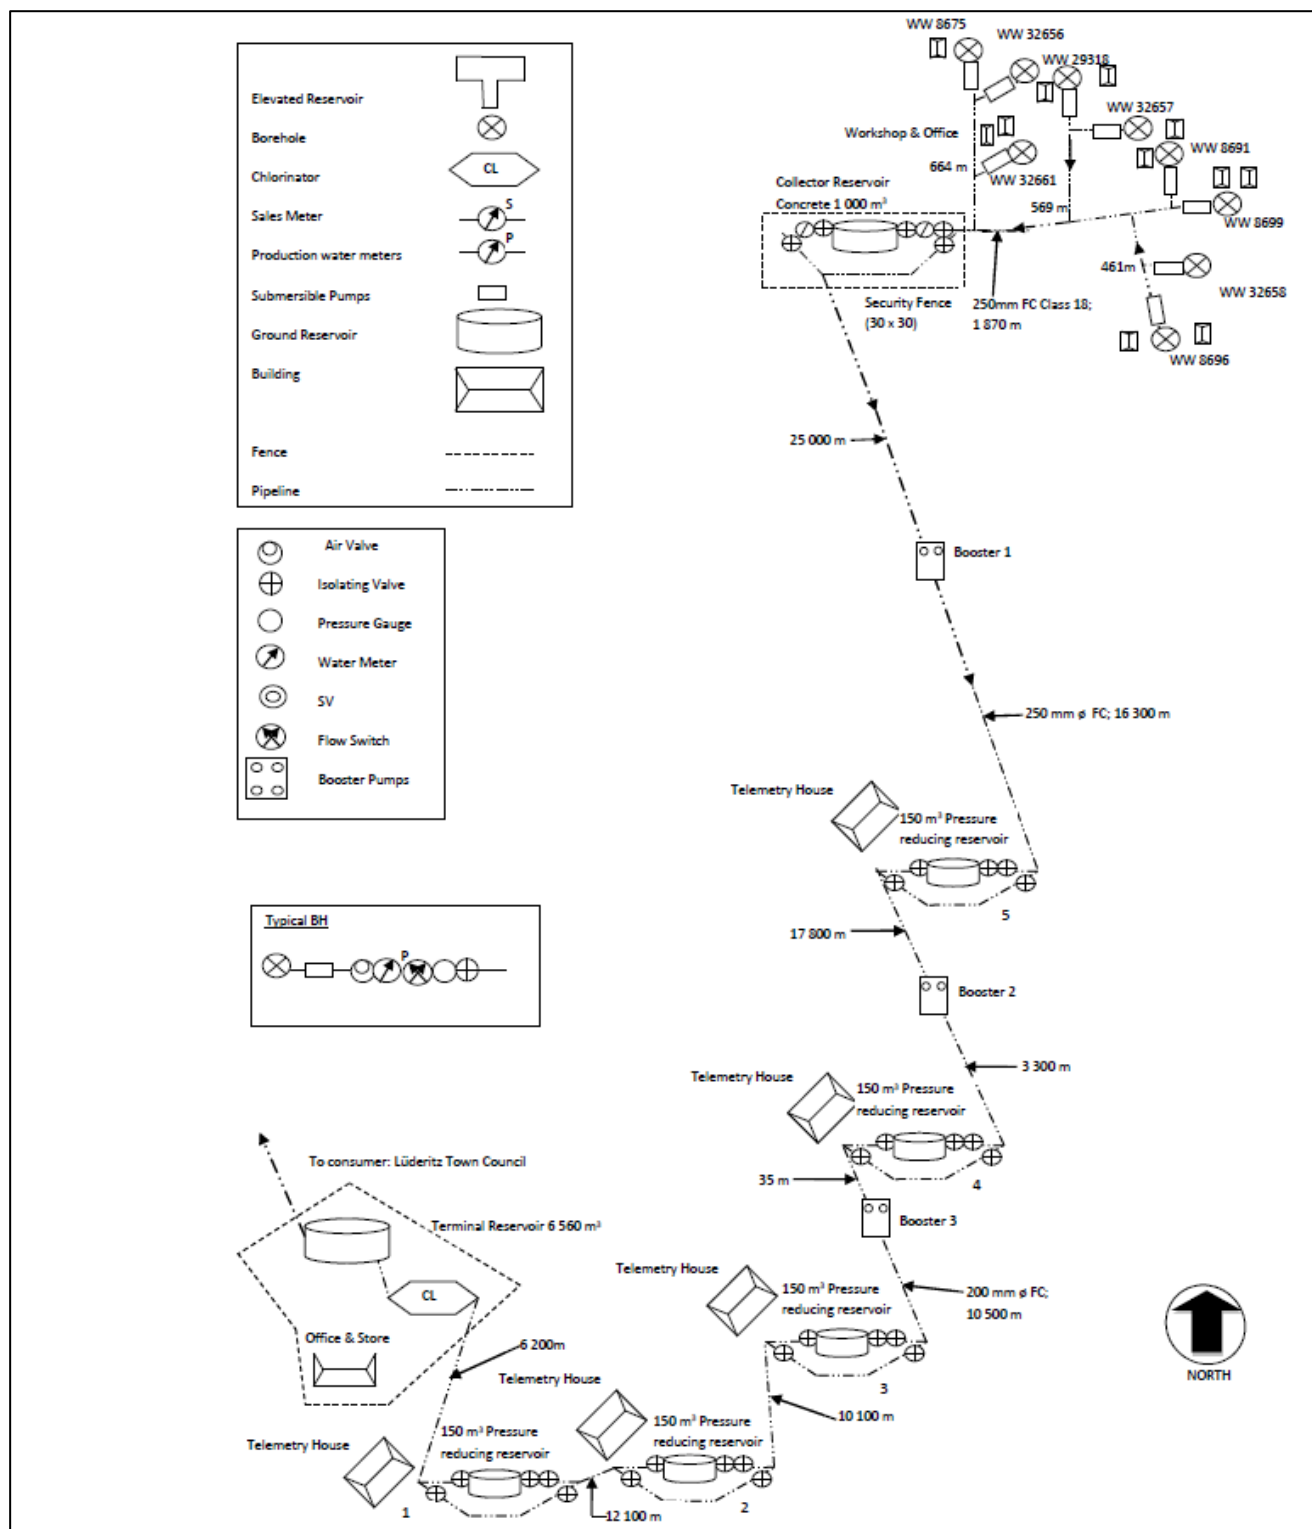 Elevated Reservoir
Borehole
Chlorinator
CL
Sales Meter
S
Production water meters
P
Submersible Pumps
Ground Reservoir
Building
Fence
Pipeline
Air Valve
Isolating Valve
Pressure Gauge
Water Meter
SV
Flow Switch
Booster Pumps
Typical BH
P
WW 8675
WW 32656
WW 29318
WW 32657
WW 8691
WW 8699
WW 32658
WW 8696
WW 32661
Workshop & Office
664 m
569 m
461m
Collector Reservoir
Concrete 1 000 m³
Security Fence
(30 x 30)
250mm FC Class 18;
1 870 m
25 000 m
Booster 1
250 mm ø FC; 16 300 m
Telemetry House
150 m³ Pressure
reducing reservoir
5
17 800 m
Booster 2
3 300 m
Telemetry House
150 m³ Pressure
reducing reservoir
4
35 m
Booster 3
200 mm ø FC;
10 500 m
Telemetry House
150 m³ Pressure
reducing reservoir
3
10 100 m
Telemetry House
150 m³ Pressure
reducing reservoir
2
12 100 m
Telemetry House
150 m³ Pressure
reducing reservoir
1
6 200m
To consumer: Lüderitz Town Council
Terminal Reservoir 6 560 m³
CL
Office & Store
NORTH